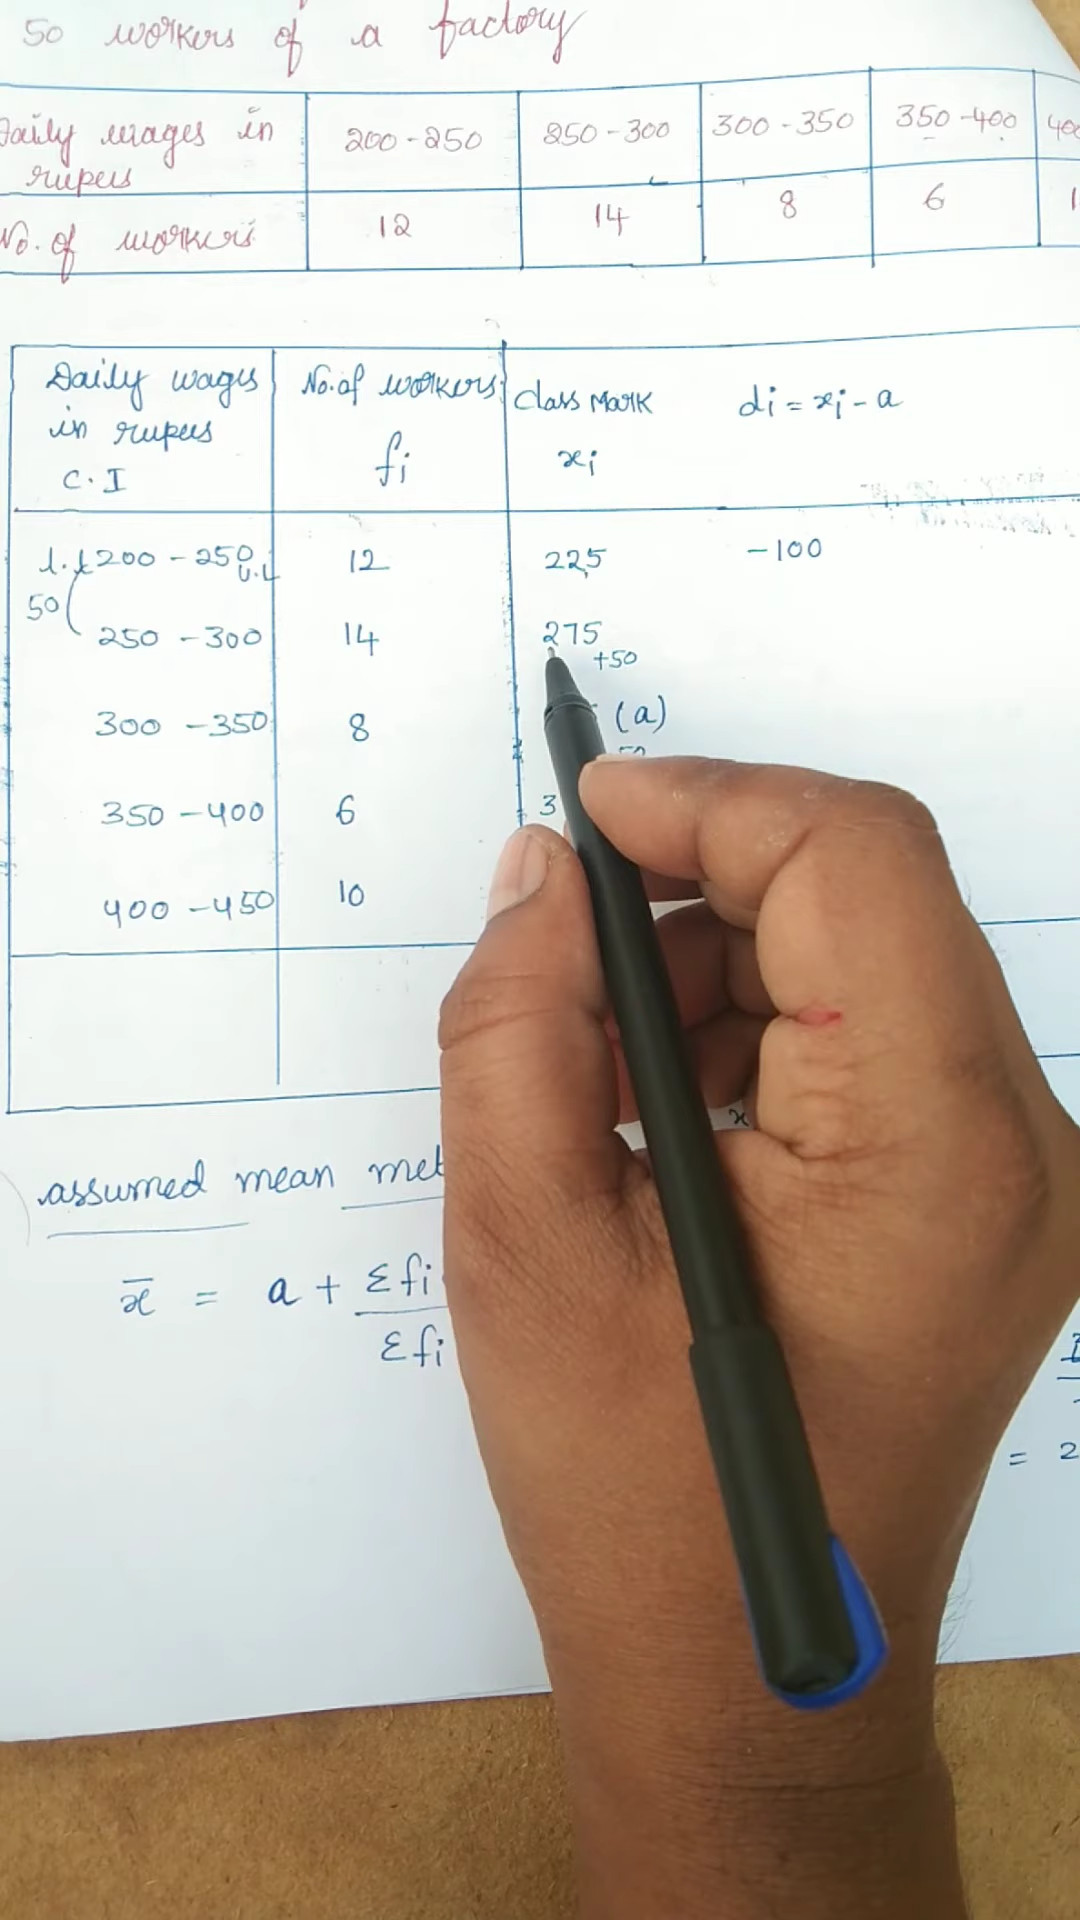 50 workers of a factory
Daily wages in rupees 200-250 250-300 300-350 350-400
No. of workers 12 14 8 6
Daily wages in rupees C.I No. of workers fi class mark xi di = xi - a
l.l 200 - 250 u.l 12 225 -100
50
250 - 300 14 275
+50
300 - 350 8 (a)
50
350 - 400 6 3
400 - 450 10
x
assumed mean
x̄ = a + Σfi
Σfi
= 2